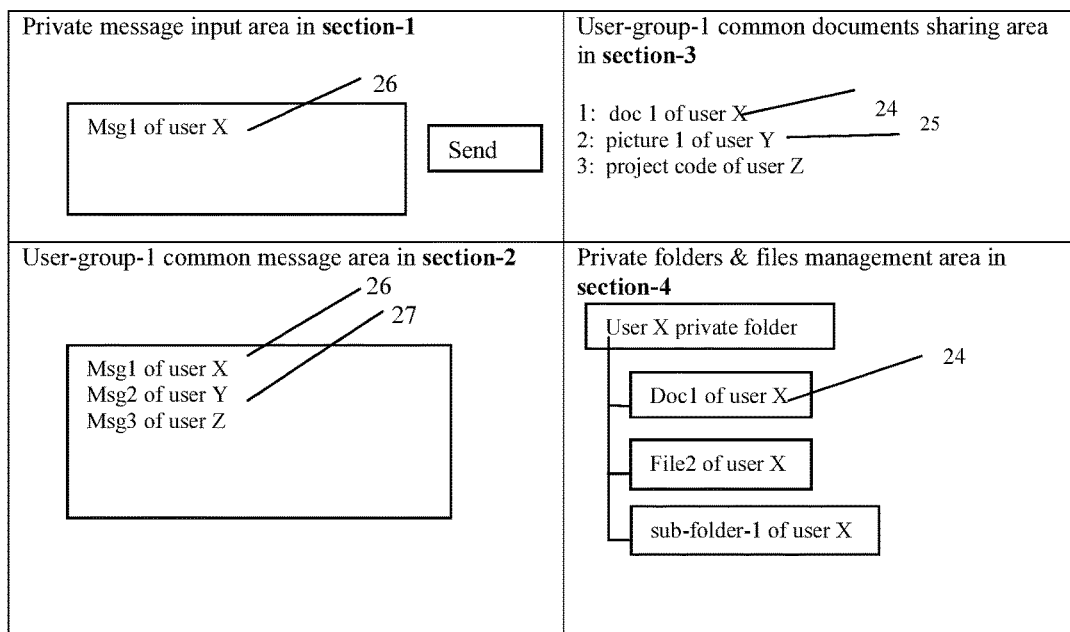 Private message input area in section-1
26
Msg1 of user X
Send
User-group-1 common documents sharing area
in section-3
1: doc 1 of user X
24
25
2: picture 1 of user Y
3: project code of user Z
User-group-1 common message area in section-2
26
27
Msg1 of user X
Msg2 of user Y
Msg3 of user Z
Private folders & files management area in
section-4
User X private folder
24
Doc1 of user X
File2 of user X
sub-folder-1 of user X